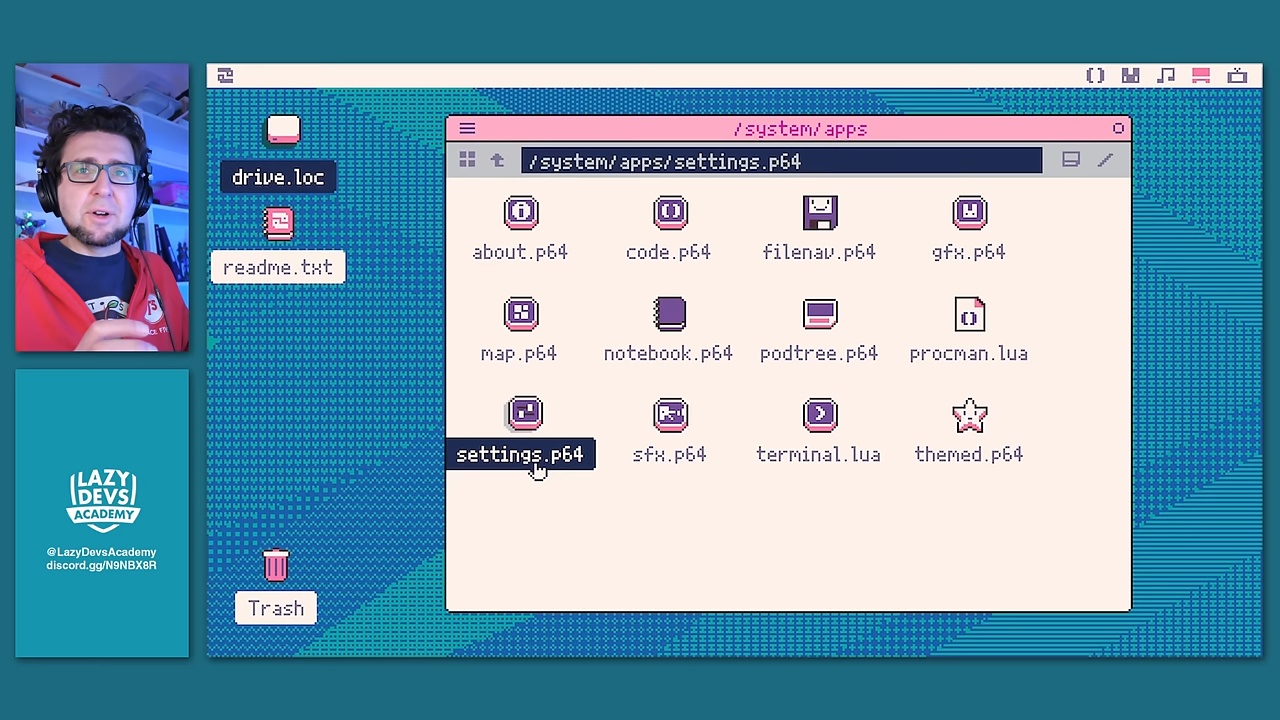 /system/apps
/system/apps/settings.p64
drive.loc
readme.txt
about.p64
code.p64
filenav.p64
gfx.p64
map.p64
notebook.p64
podtree.p64
procman.lua
settings.p64
sfx.p64
terminal.lua
themed.p64
Trash
LAZY
DEVS
ACADEMY
@LazyDevsAcademy
discord.gg/N9NBX8R